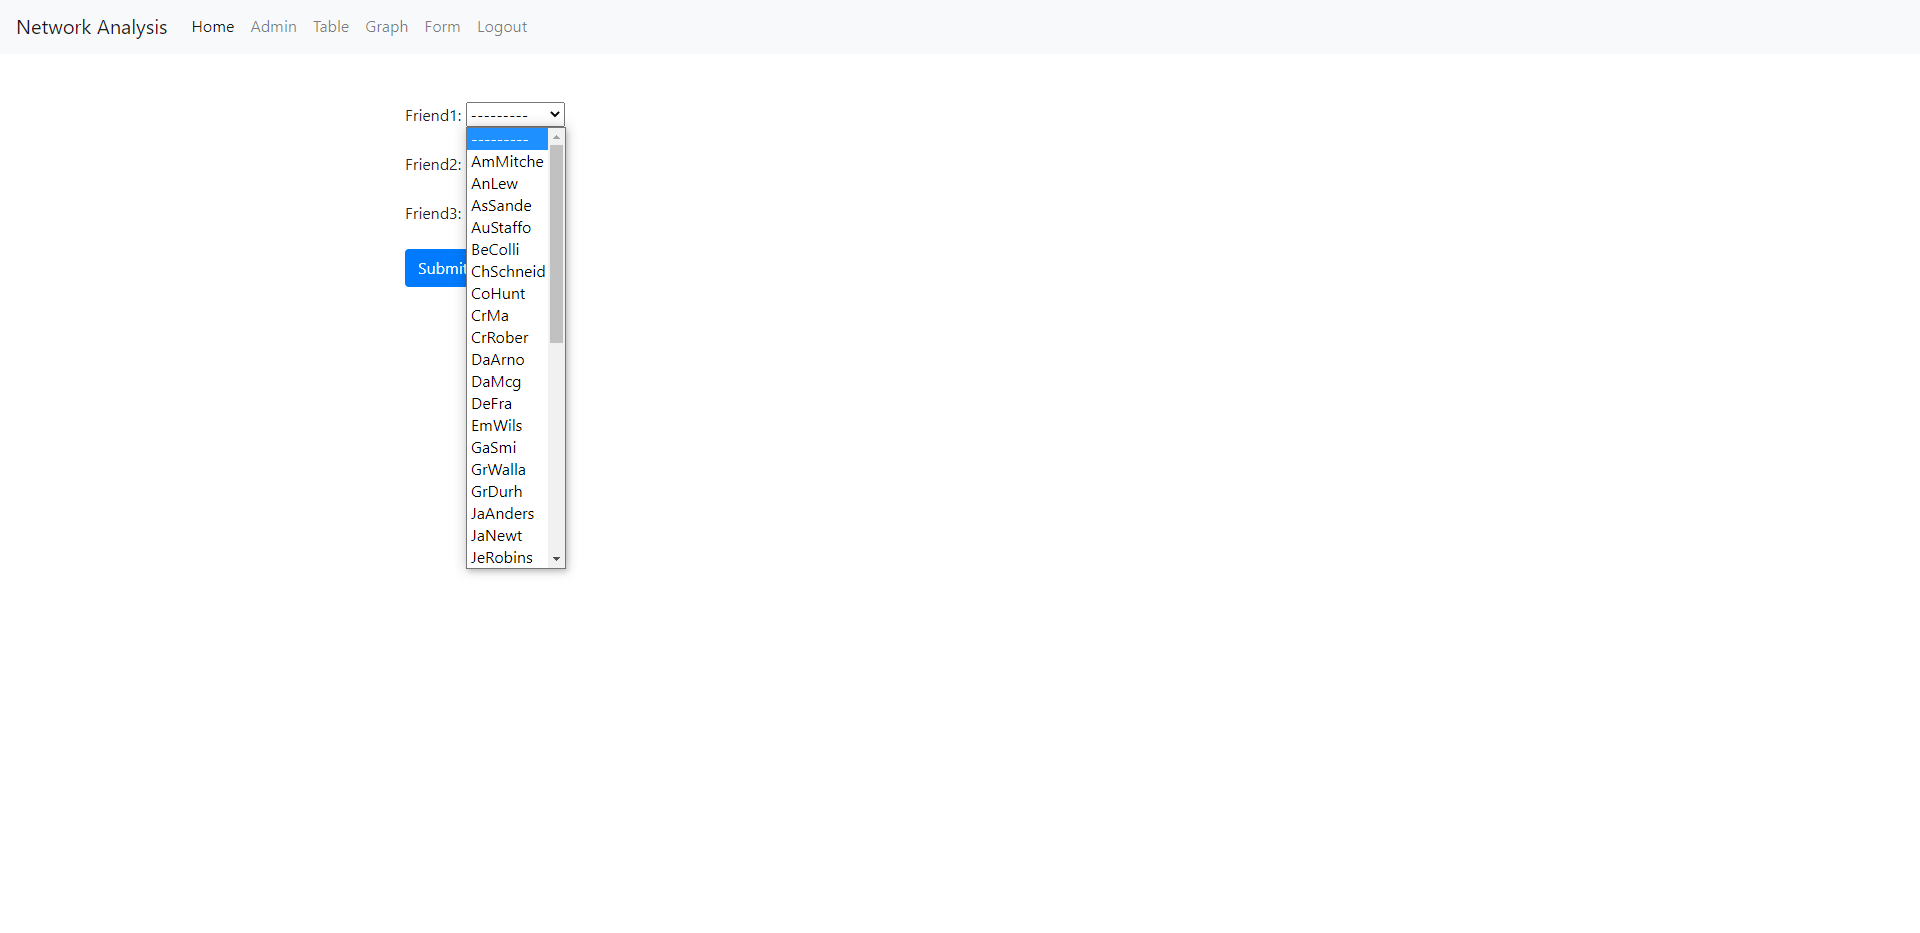 Network Analysis Home Admin Table Graph Form Logout
Friend1: ---------
---------
AmMitche
Friend2:
AnLew
AsSande
Friend3:
AuStaffo
BeColli
Submit
ChSchneid
CoHunt
CrMa
CrRober
DaArno
DaMcg
DeFra
EmWils
GaSmi
GrWalla
GrDurh
JaAnders
JaNewt
JeRobins